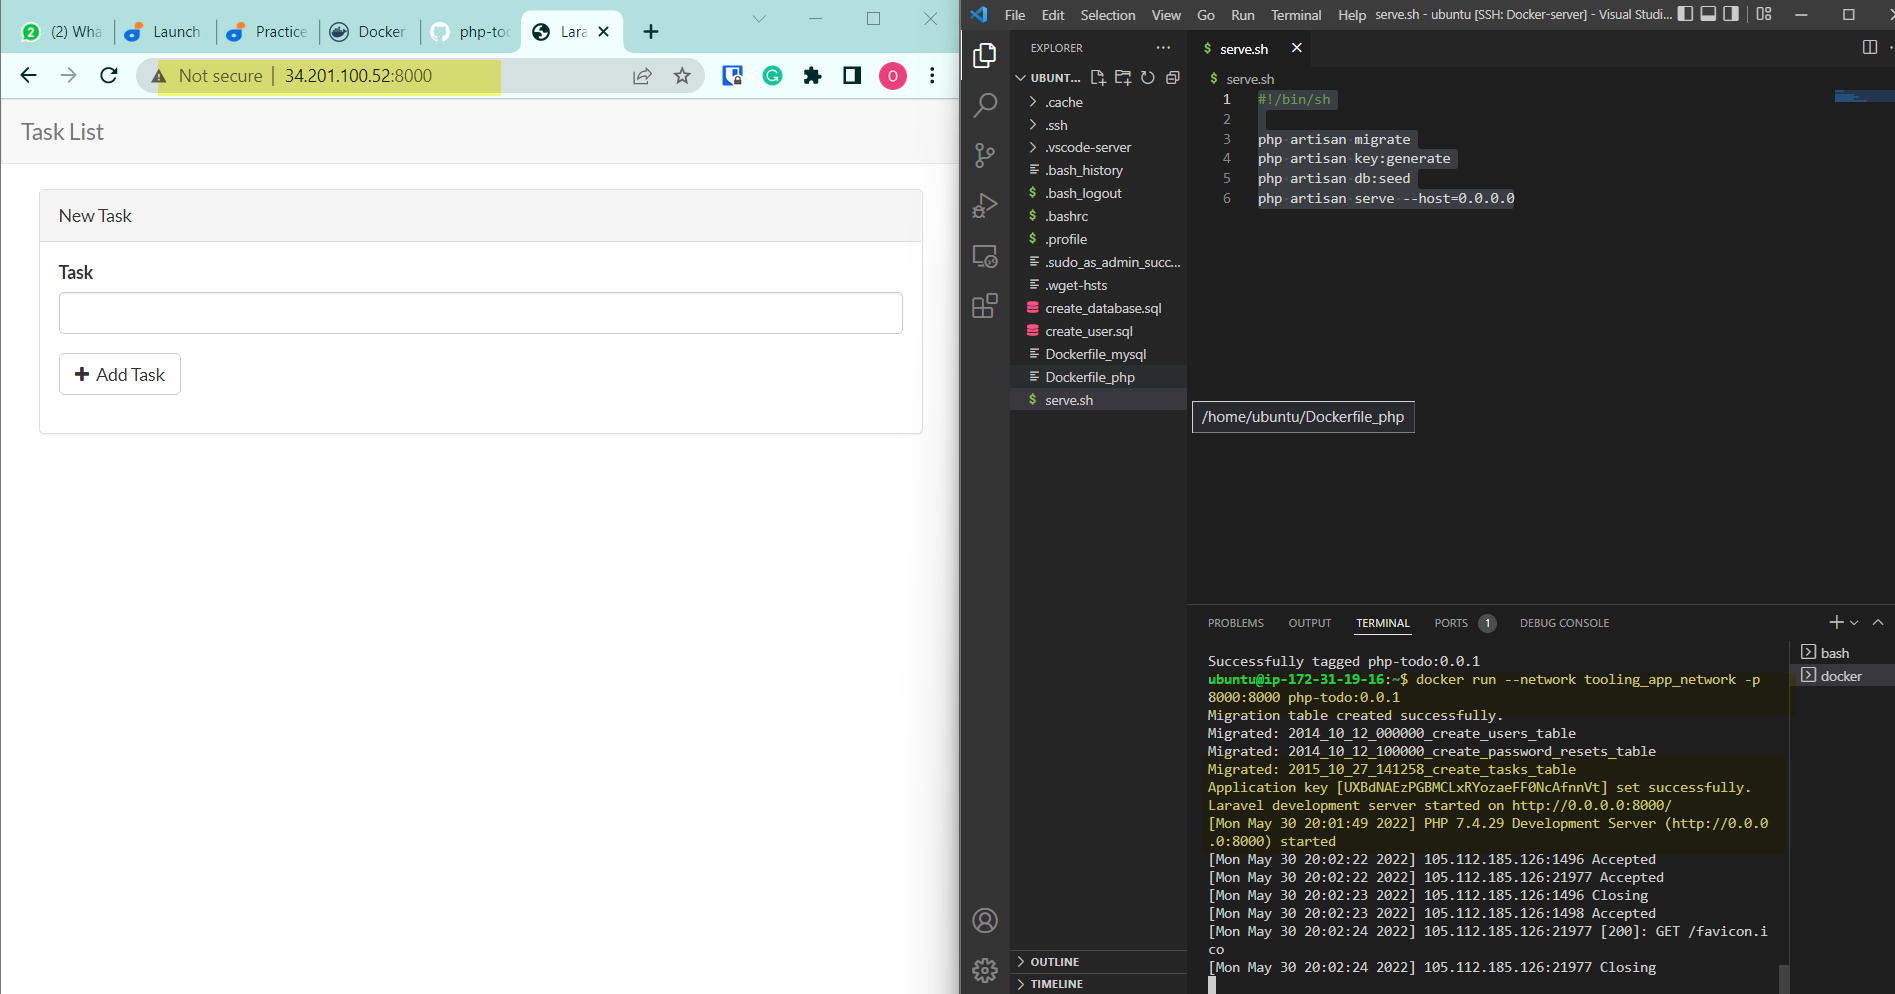 2
(2) Wha
Launch
Practice
Docker
php-to
Lara
Not secure
34.201.100.52:8000
O
Task List
New Task
Task
Add Task
File Edit Selection View Go Run Terminal Help
serve.sh - ubuntu [SSH: Docker-server] - Visual Studi...
EXPLORER
UBUNT...
.cache
.ssh
.vscode-server
.bash_history
.bash_logout
.bashrc
.profile
.sudo_as_admin_succ...
.wget-hsts
create_database.sql
create_user.sql
Dockerfile_mysql
Dockerfile_php
serve.sh
OUTLINE
TIMELINE
$ serve.sh
$ serve.sh
1 #!/bin/sh
2
3 php artisan migrate
4 php artisan key:generate
5 php artisan db:seed
6 php artisan serve --host=0.0.0.0
/home/ubuntu/Dockerfile_php
PROBLEMS OUTPUT TERMINAL PORTS 1 DEBUG CONSOLE
bash
docker
Successfully tagged php-todo:0.0.1
ubuntu@ip-172-31-19-16:~$ docker run --network tooling_app_network -p
8000:8000 php-todo:0.0.1
Migration table created successfully.
Migrated: 2014_10_12_000000_create_users_table
Migrated: 2014_10_12_100000_create_password_resets_table
Migrated: 2015_10_27_141258_create_tasks_table
Application key [UXBdNAEzPGBMCLxRYozaeFF0NcAfnnVt] set successfully.
Laravel development server started on http://0.0.0.0:8000/
[Mon May 30 20:01:49 2022] PHP 7.4.29 Development Server (http://0.0.0
.0:8000) started
[Mon May 30 20:02:22 2022] 105.112.185.126:1496 Accepted
[Mon May 30 20:02:22 2022] 105.112.185.126:21977 Accepted
[Mon May 30 20:02:23 2022] 105.112.185.126:1496 Closing
[Mon May 30 20:02:23 2022] 105.112.185.126:1498 Accepted
[Mon May 30 20:02:24 2022] 105.112.185.126:21977 [200]: GET /favicon.i
co
[Mon May 30 20:02:24 2022] 105.112.185.126:21977 Closing